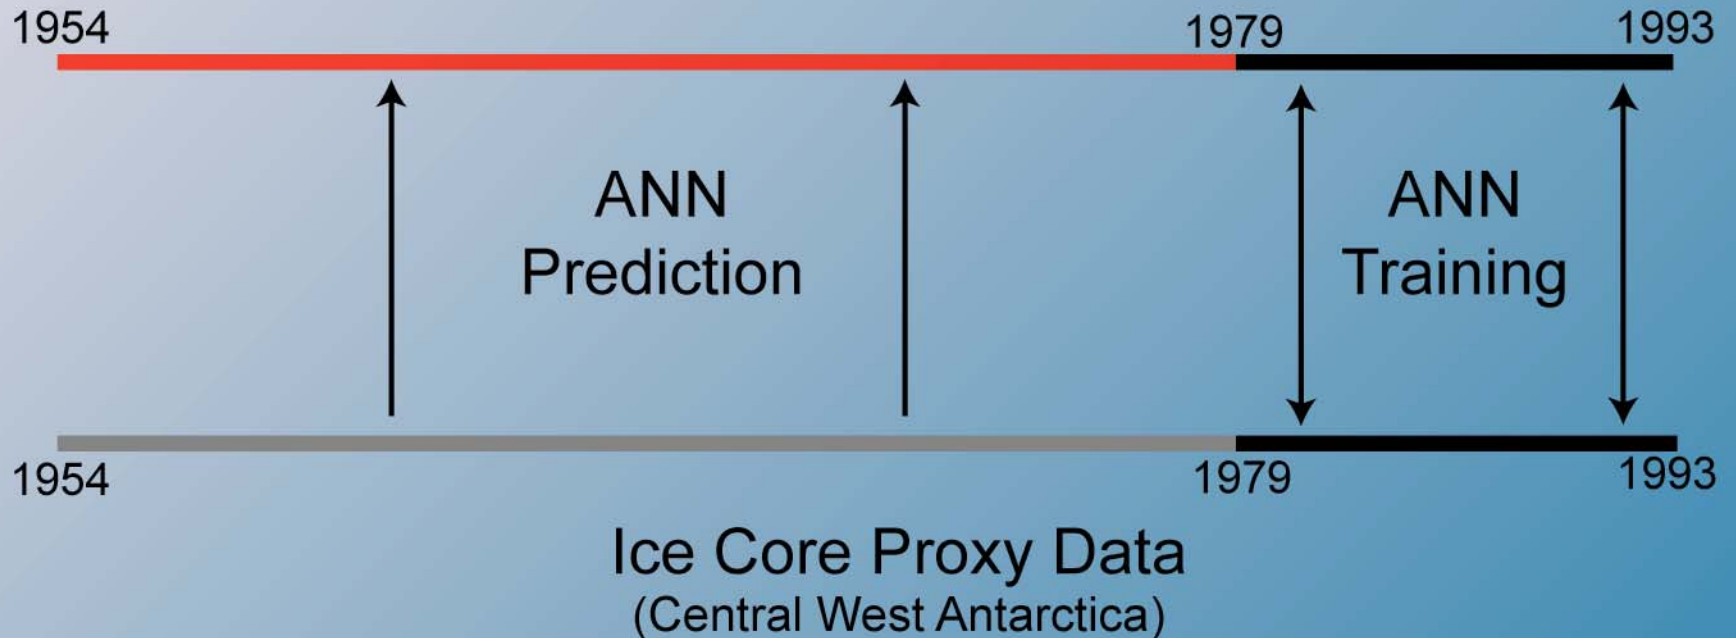 1954
1979
1993
ANN
Prediction
ANN
Training
1954
1979
1993
Ice Core Proxy Data
(Central West Antarctica)